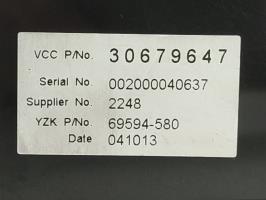 VCC P/No. 30679647
Serial No. 002000040637
Supplier No. 2248
YZK P/No. 69594-580
Date 041013